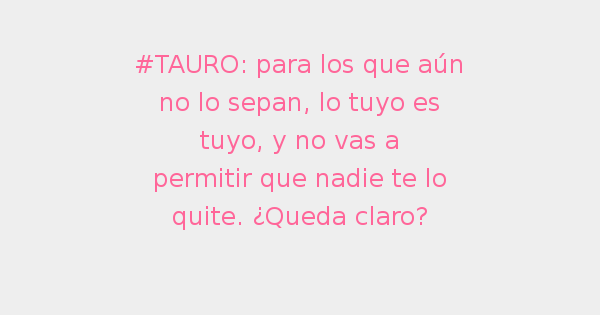 #TAURO: para los que aún
no lo sepan, lo tuyo es
tuyo, y no vas a
permitir que nadie te lo
quite. ¿Queda claro?